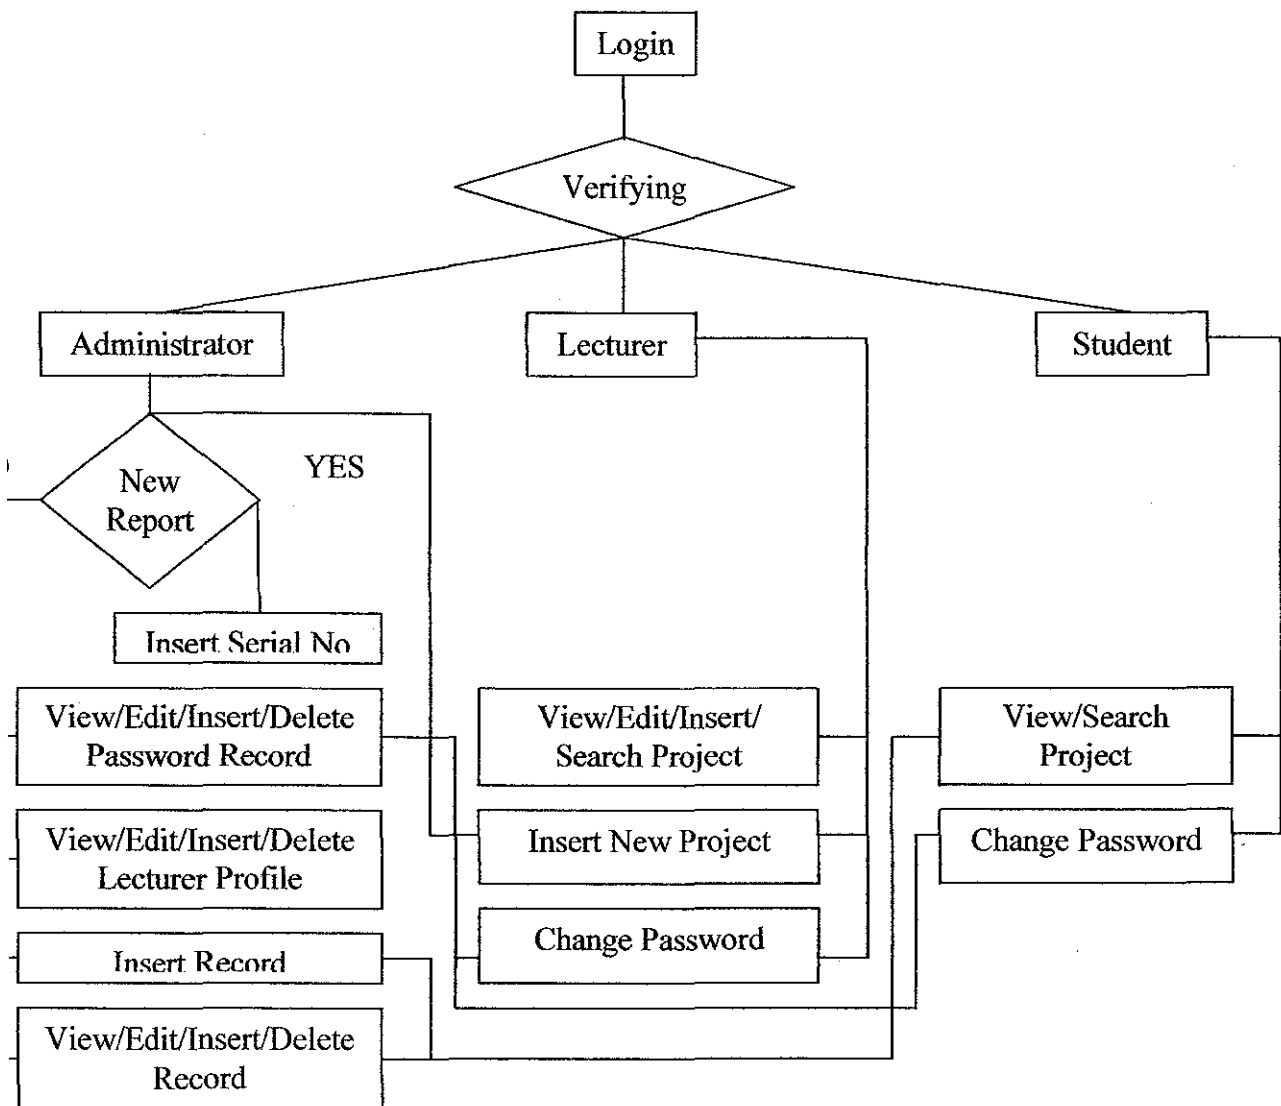 Login
Verifying
Administrator
Lecturer
Student
YES
New
Report
Insert Serial No
View/Edit/Insert/Delete
Password Record
View/Edit/Insert/
Search Project
View/Search
Project
View/Edit/Insert/Delete
Lecturer Profile
Insert New Project
Change Password
Insert Record
Change Password
View/Edit/Insert/Delete
Record